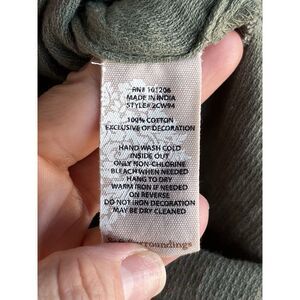 RN# 101206
MADE IN INDIA
STYLE# 2CW94
100% COTTON
EXCLUSIVE OF DECORATION
HAND WASH COLD
INSIDE OUT
ONLY NON-CHLORINE
BLEACH WHEN NEEDED
HANG TO DRY
WARM IRON IF NEEDED
ON REVERSE
DO NOT IRON DECORATION
MAY BE DRY CLEANED